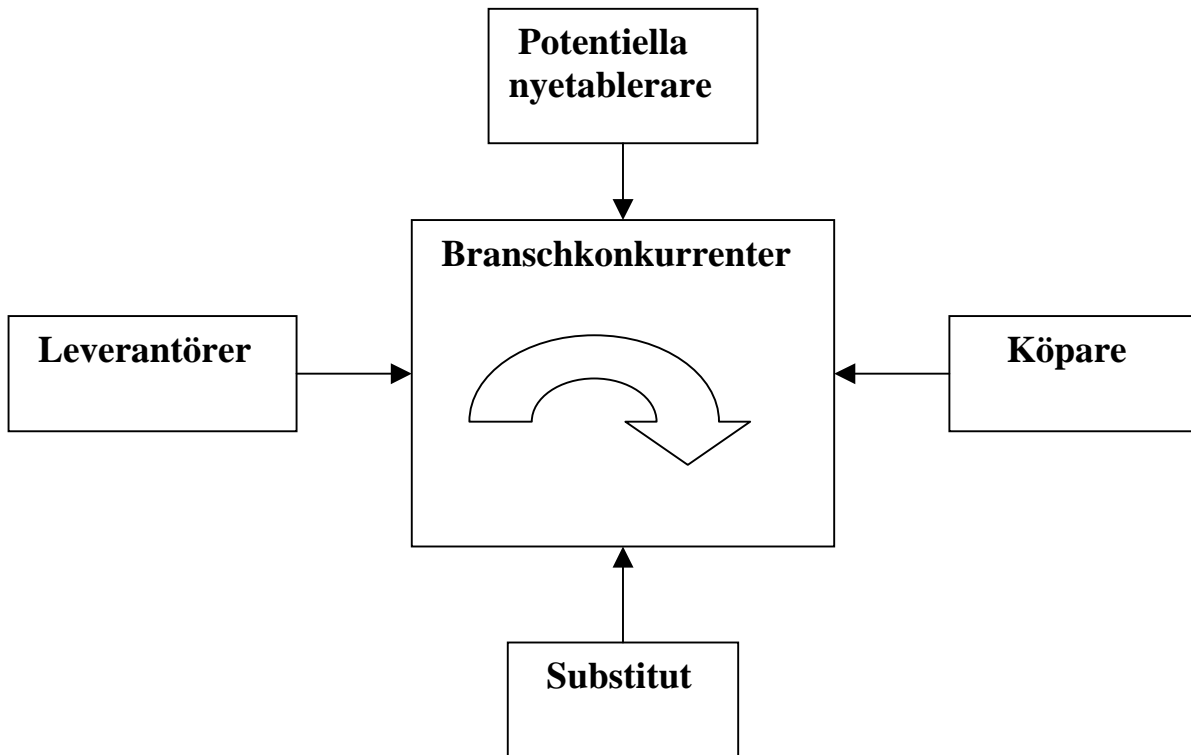 Potentiella
nyetablerare
Branschkonkurrenter
Leverantörer
Köpare
Substitut